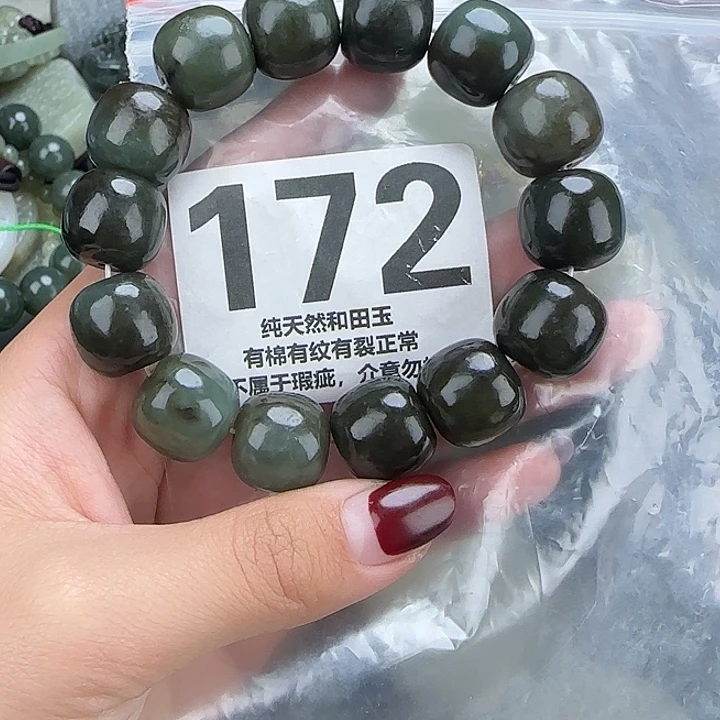 172
纯天然和田玉
有棉有纹有裂正常
不属于瑕疵，介意勿